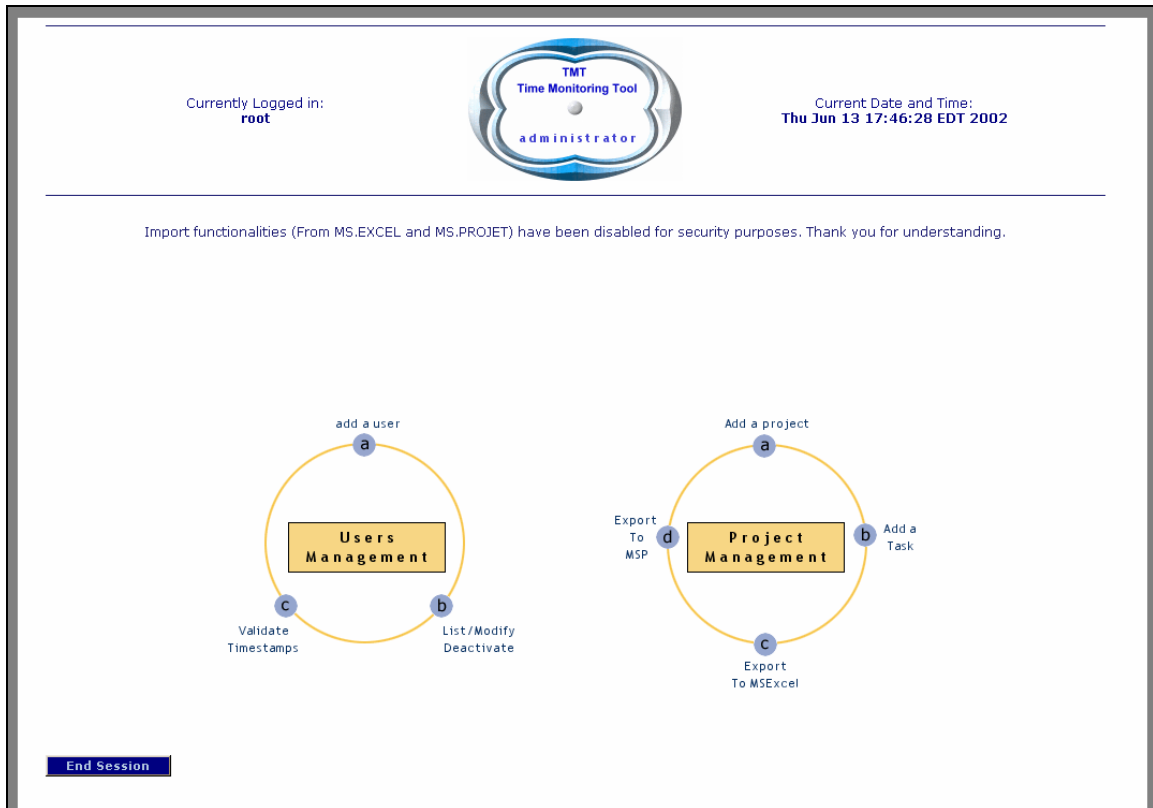 TMT
Time Monitoring Tool
administrator
Currently Logged in:
root
Current Date and Time:
Thu Jun 13 17:46:28 EDT 2002
Import functionalities (From MS.EXCEL and MS.PROJET) have been disabled for security purposes. Thank you for understanding.
add a user
a
Users
Management
c
b
Validate
Timestamps
List/Modify
Deactivate
Add a project
a
Export
To
MSP
d
Project
Management
b
Add a
Task
c
Export
To MSExcel
End Session